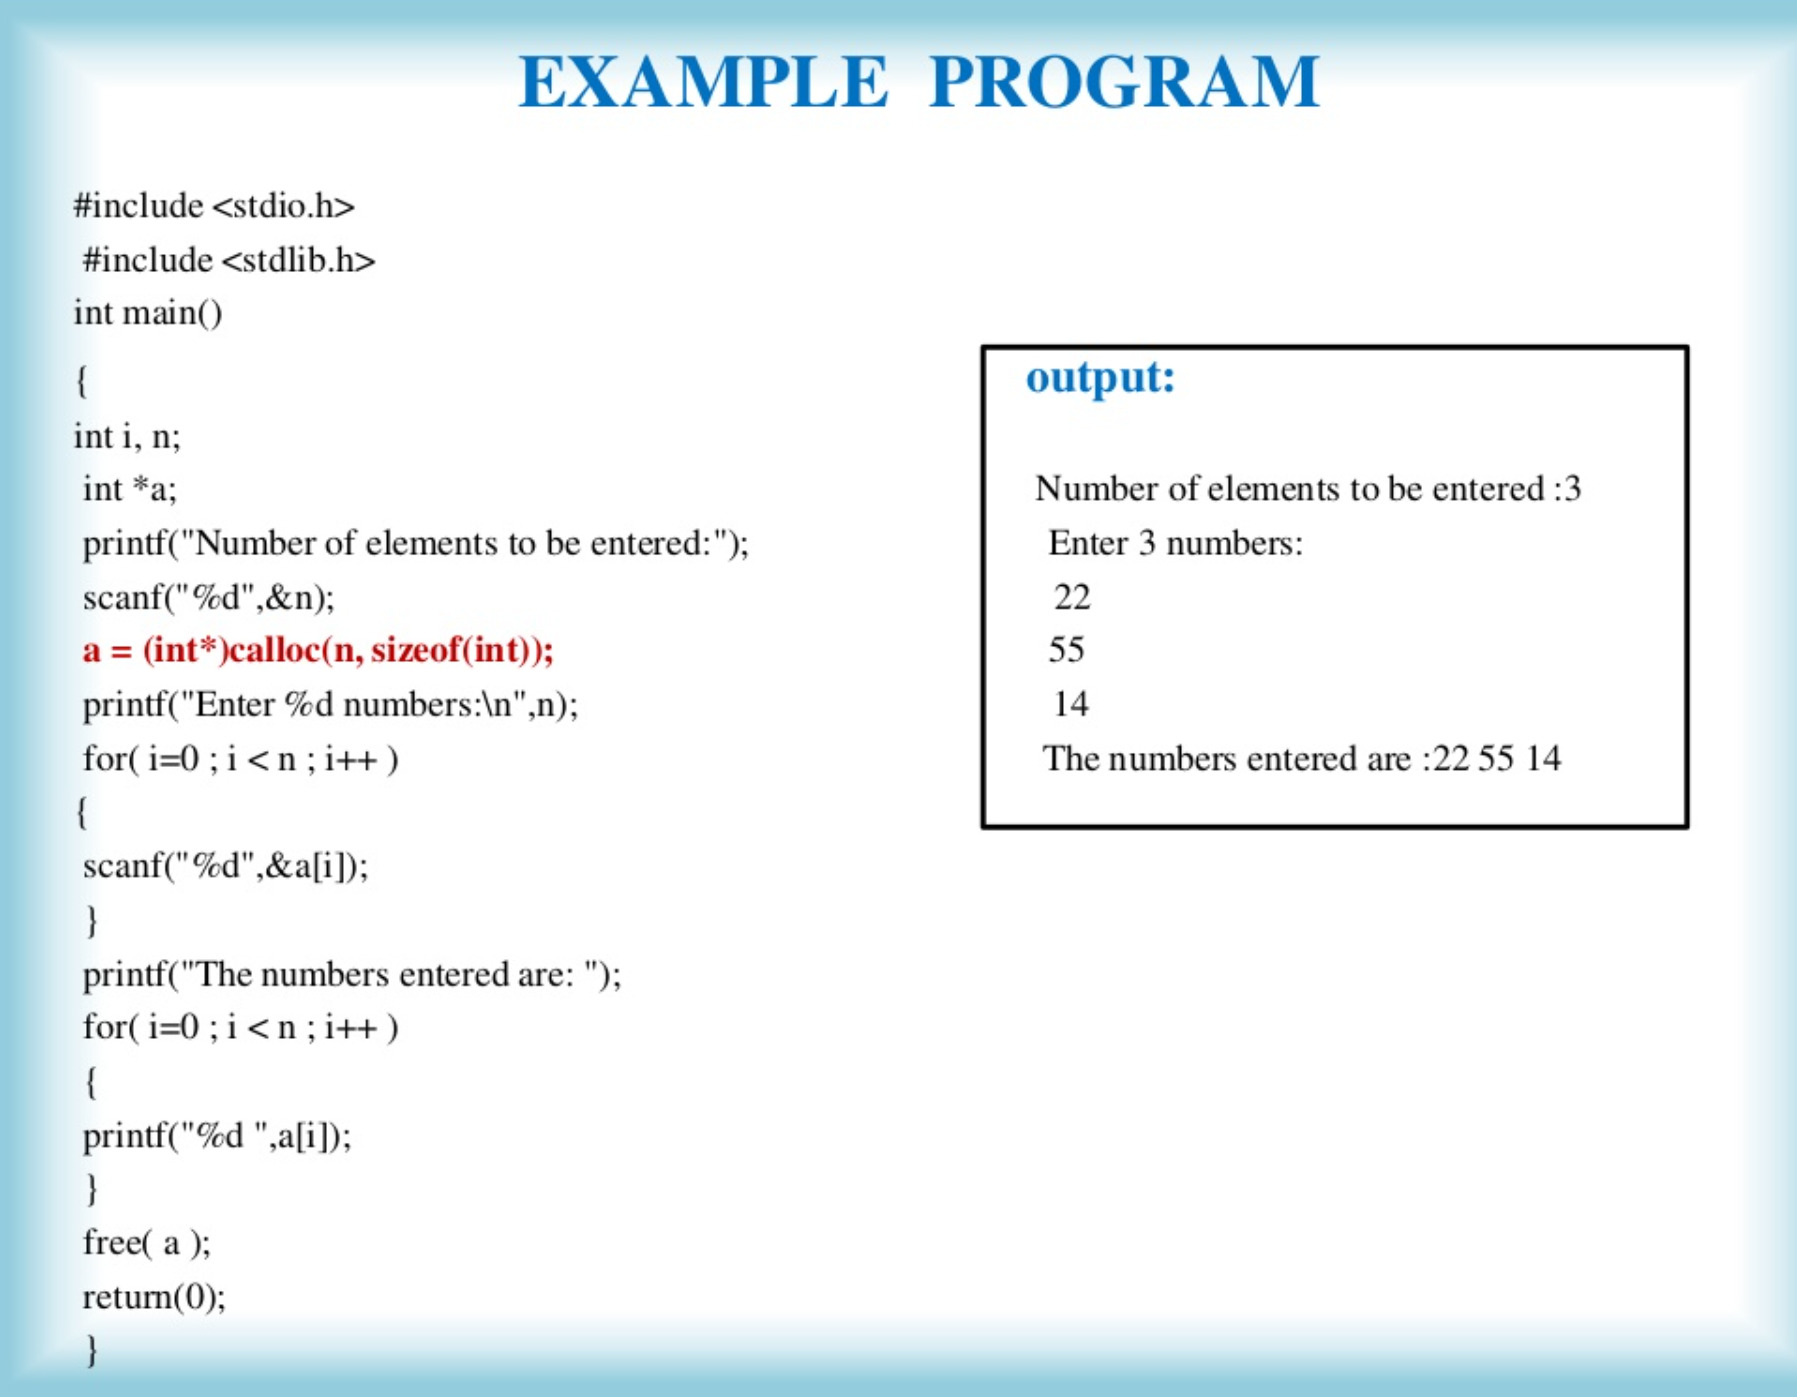 EXAMPLE PROGRAM
#include <stdio.h>
#include <stdlib.h>
int main()
{
int i, n;
int *a;
printf("Number of elements to be entered:");
scanf("%d",&n);
a = (int*)calloc(n, sizeof(int));
printf("Enter %d numbers:\n",n);
for( i=0 ; i < n ; i++ )
{
scanf("%d",&a[i]);
}
printf("The numbers entered are: ");
for( i=0 ; i < n ; i++ )
{
printf("%d ",a[i]);
}
free( a );
return(0);
}
output:
Number of elements to be entered :3
Enter 3 numbers:
22
55
14
The numbers entered are :22 55 14